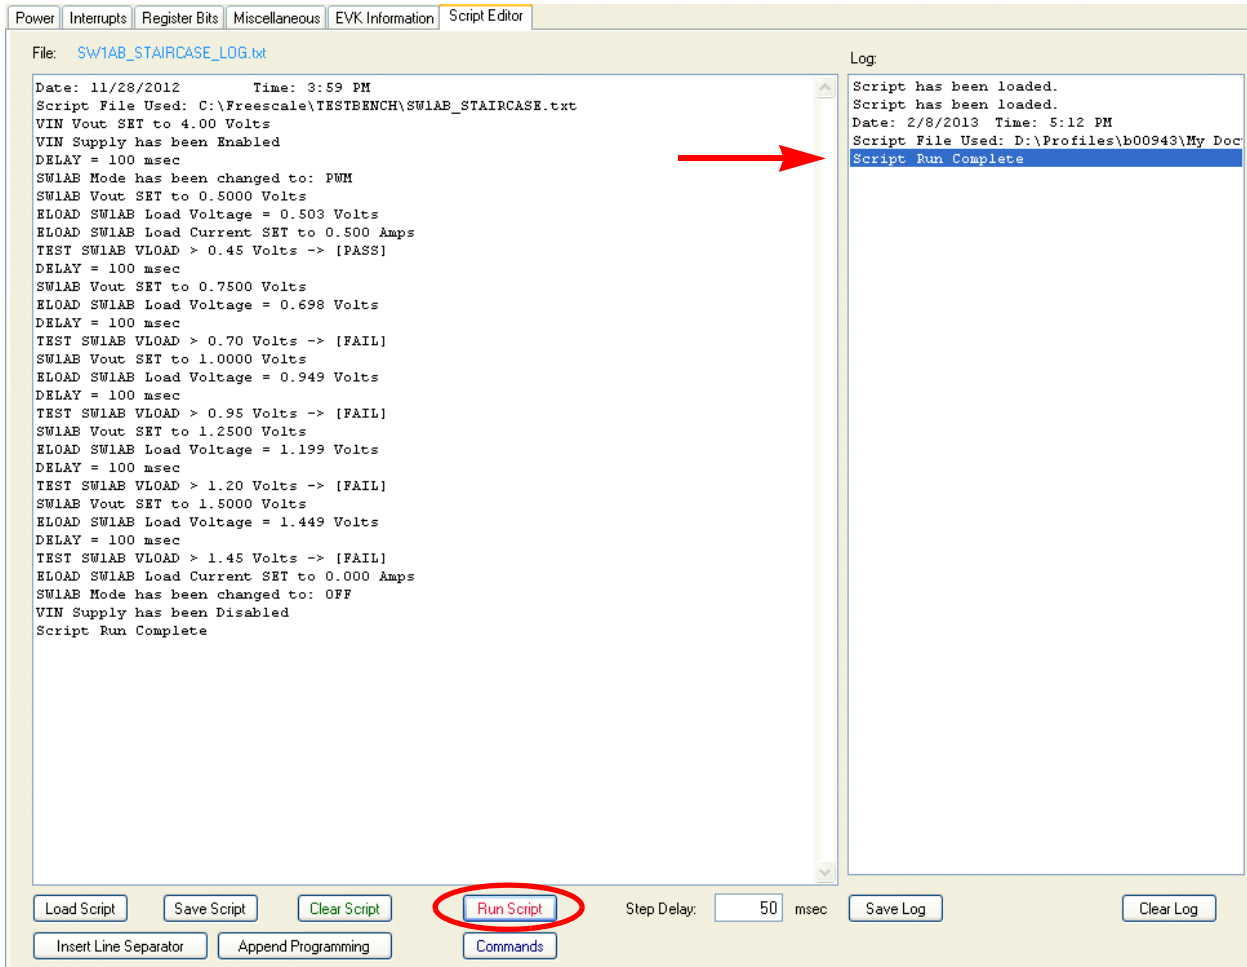 Power Interrupts Register Bits Miscellaneous EVK Information Script Editor
File: SW1AB_STAIRCASE_LOG.txt
Date: 11/28/2012 Time: 3:59 PM
Script File Used: C:\Freescale\TESTBENCH\SW1AB_STAIRCASE.txt
VIN Vout SET to 4.00 Volts
VIN Supply has been Enabled
DELAY = 100 msec
SW1AB Mode has been changed to: PWM
SW1AB Vout SET to 0.5000 Volts
ELOAD SW1AB Load Voltage = 0.503 Volts
ELOAD SW1AB Load Current SET to 0.500 Amps
TEST SW1AB VLOAD > 0.45 Volts -> [PASS]
DELAY = 100 msec
SW1AB Vout SET to 0.7500 Volts
ELOAD SW1AB Load Voltage = 0.698 Volts
DELAY = 100 msec
TEST SW1AB VLOAD > 0.70 Volts -> [FAIL]
SW1AB Vout SET to 1.0000 Volts
ELOAD SW1AB Load Voltage = 0.949 Volts
DELAY = 100 msec
TEST SW1AB VLOAD > 0.95 Volts -> [FAIL]
SW1AB Vout SET to 1.2500 Volts
ELOAD SW1AB Load Voltage = 1.199 Volts
DELAY = 100 msec
TEST SW1AB VLOAD > 1.20 Volts -> [FAIL]
SW1AB Vout SET to 1.5000 Volts
ELOAD SW1AB Load Voltage = 1.449 Volts
DELAY = 100 msec
TEST SW1AB VLOAD > 1.45 Volts -> [FAIL]
ELOAD SW1AB Load Current SET to 0.000 Amps
SW1AB Mode has been changed to: OFF
VIN Supply has been Disabled
Script Run Complete
Log:
Script has been loaded.
Script has been loaded.
Date: 2/8/2013 Time: 5:12 PM
Script File Used: D:\Profiles\b00943\My Doc
Script Run Complete
Load Script Save Script Clear Script Run Script Step Delay: 50 msec Save Log Clear Log
Insert Line Separator Append Programming Commands